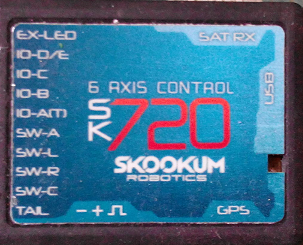 EX-LED
SAT RX
IO-D/E
IO-C
USB
6 AXIS CONTROL
IO-B
SK720
IO-A(T)
SW-A
SW-L
SKOOKUM
SW-R
ROBOTICS
SW-C
TAIL
− +
GPS